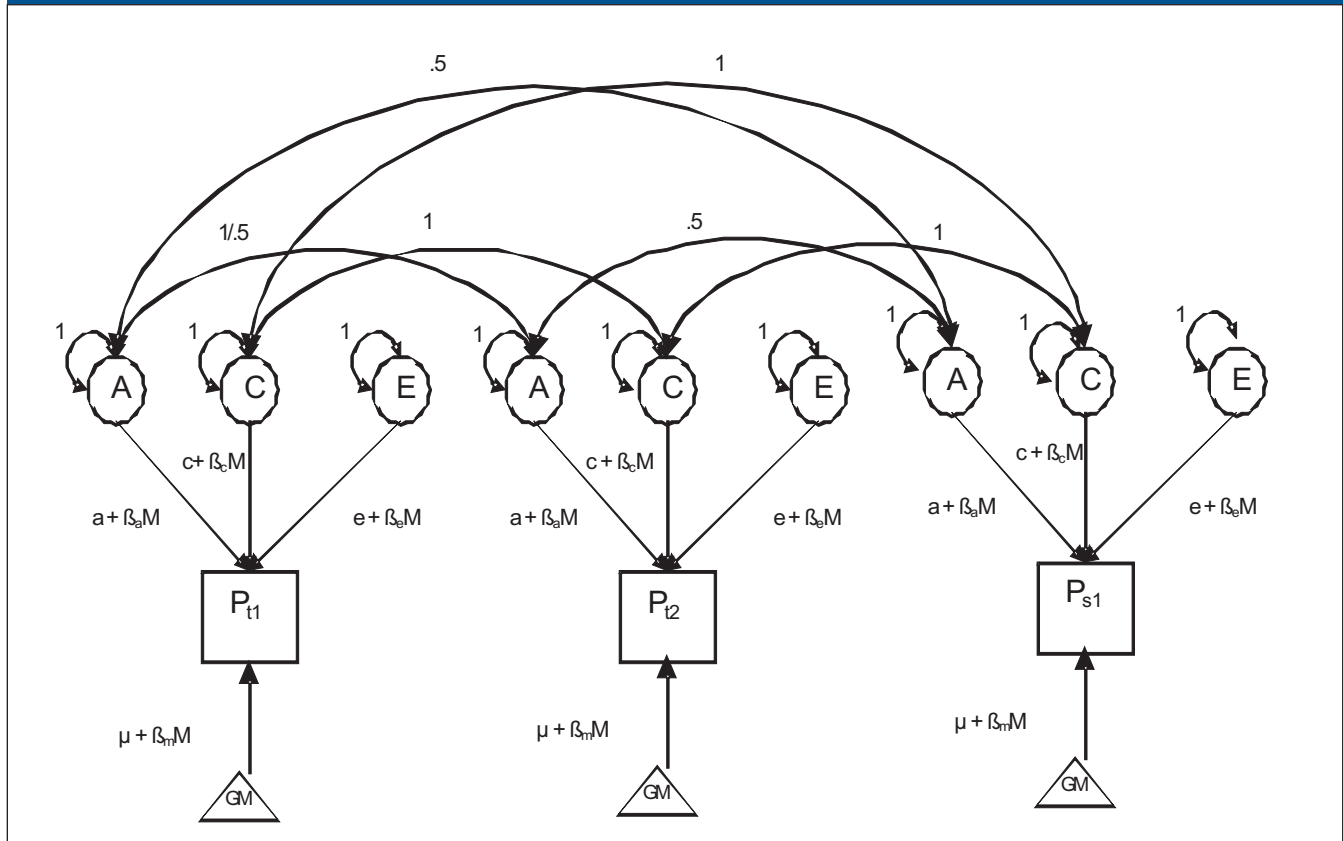 .5 1
1/.5 1 .5 1
1 1 1 1 1 1 1 1 1
A C E A C E A C E
c+ ßcM c + ßcM c + ßcM
a + ßaM e + ßeM a + ßaM e + ßeM a + ßaM e + ßeM
Pt1 Pt2 Ps1
µ + ßmM µ + ßmM µ + ßmM
GM GM GM